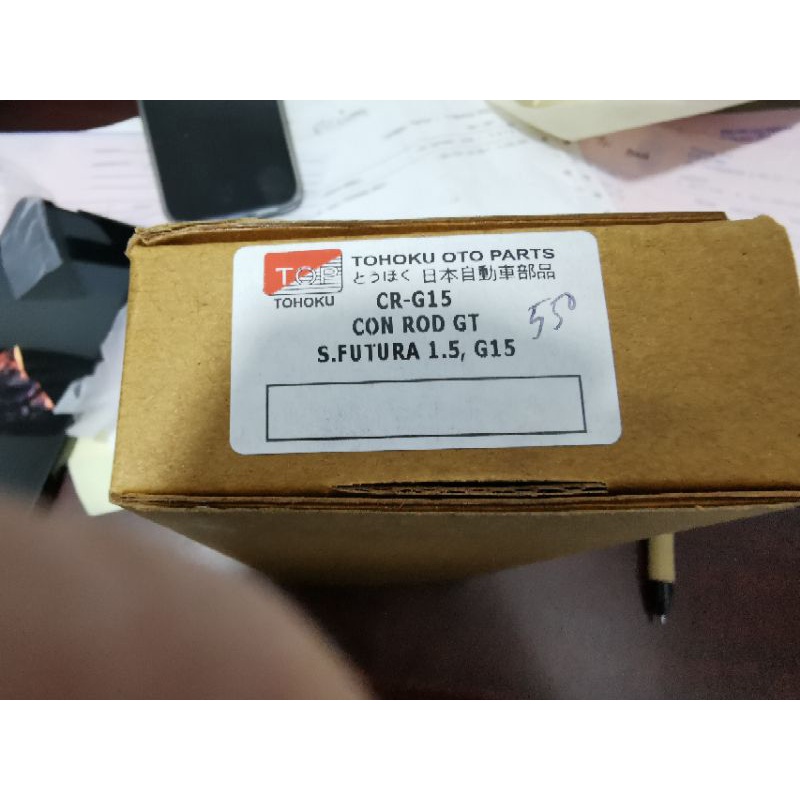 TOP
TOHOKU
TOHOKU OTO PARTS
とうほく 日本自動車部品
CR-G15
CON ROD GT
S.FUTURA 1.5, G15
550